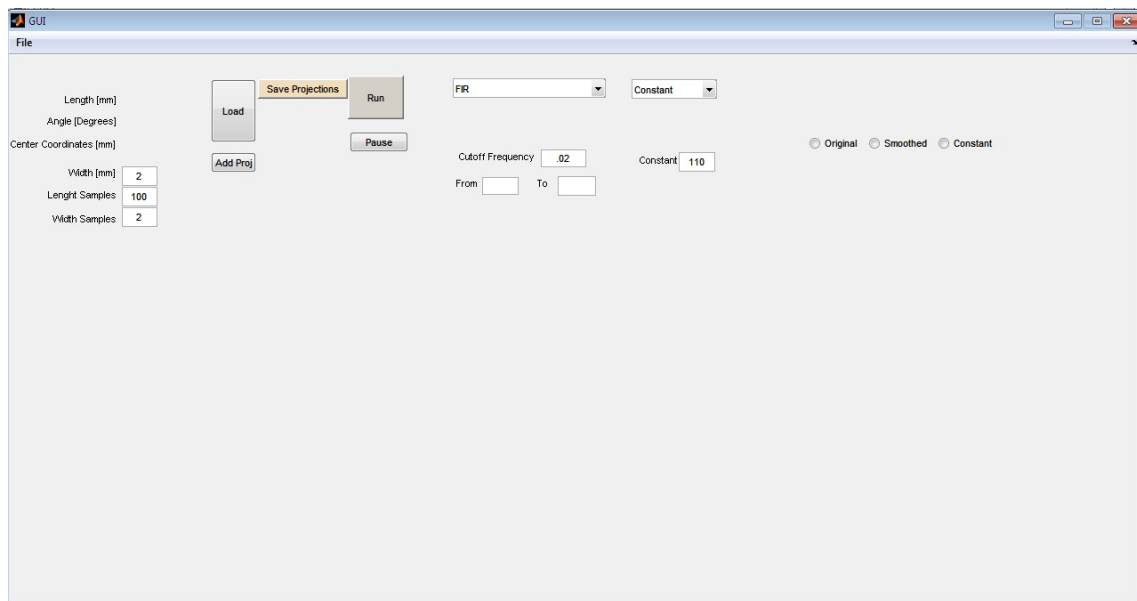 GUI
File
Length [mm]
Angle [Degrees]
Center Coordinates [mm]
Width [mm] 2
Lenght Samples 100
Width Samples 2
Load
Add Proj
Save Projections
Run
Pause
FIR
Constant
Cutoff Frequency .02
From To
Constant 110
Original Smoothed Constant